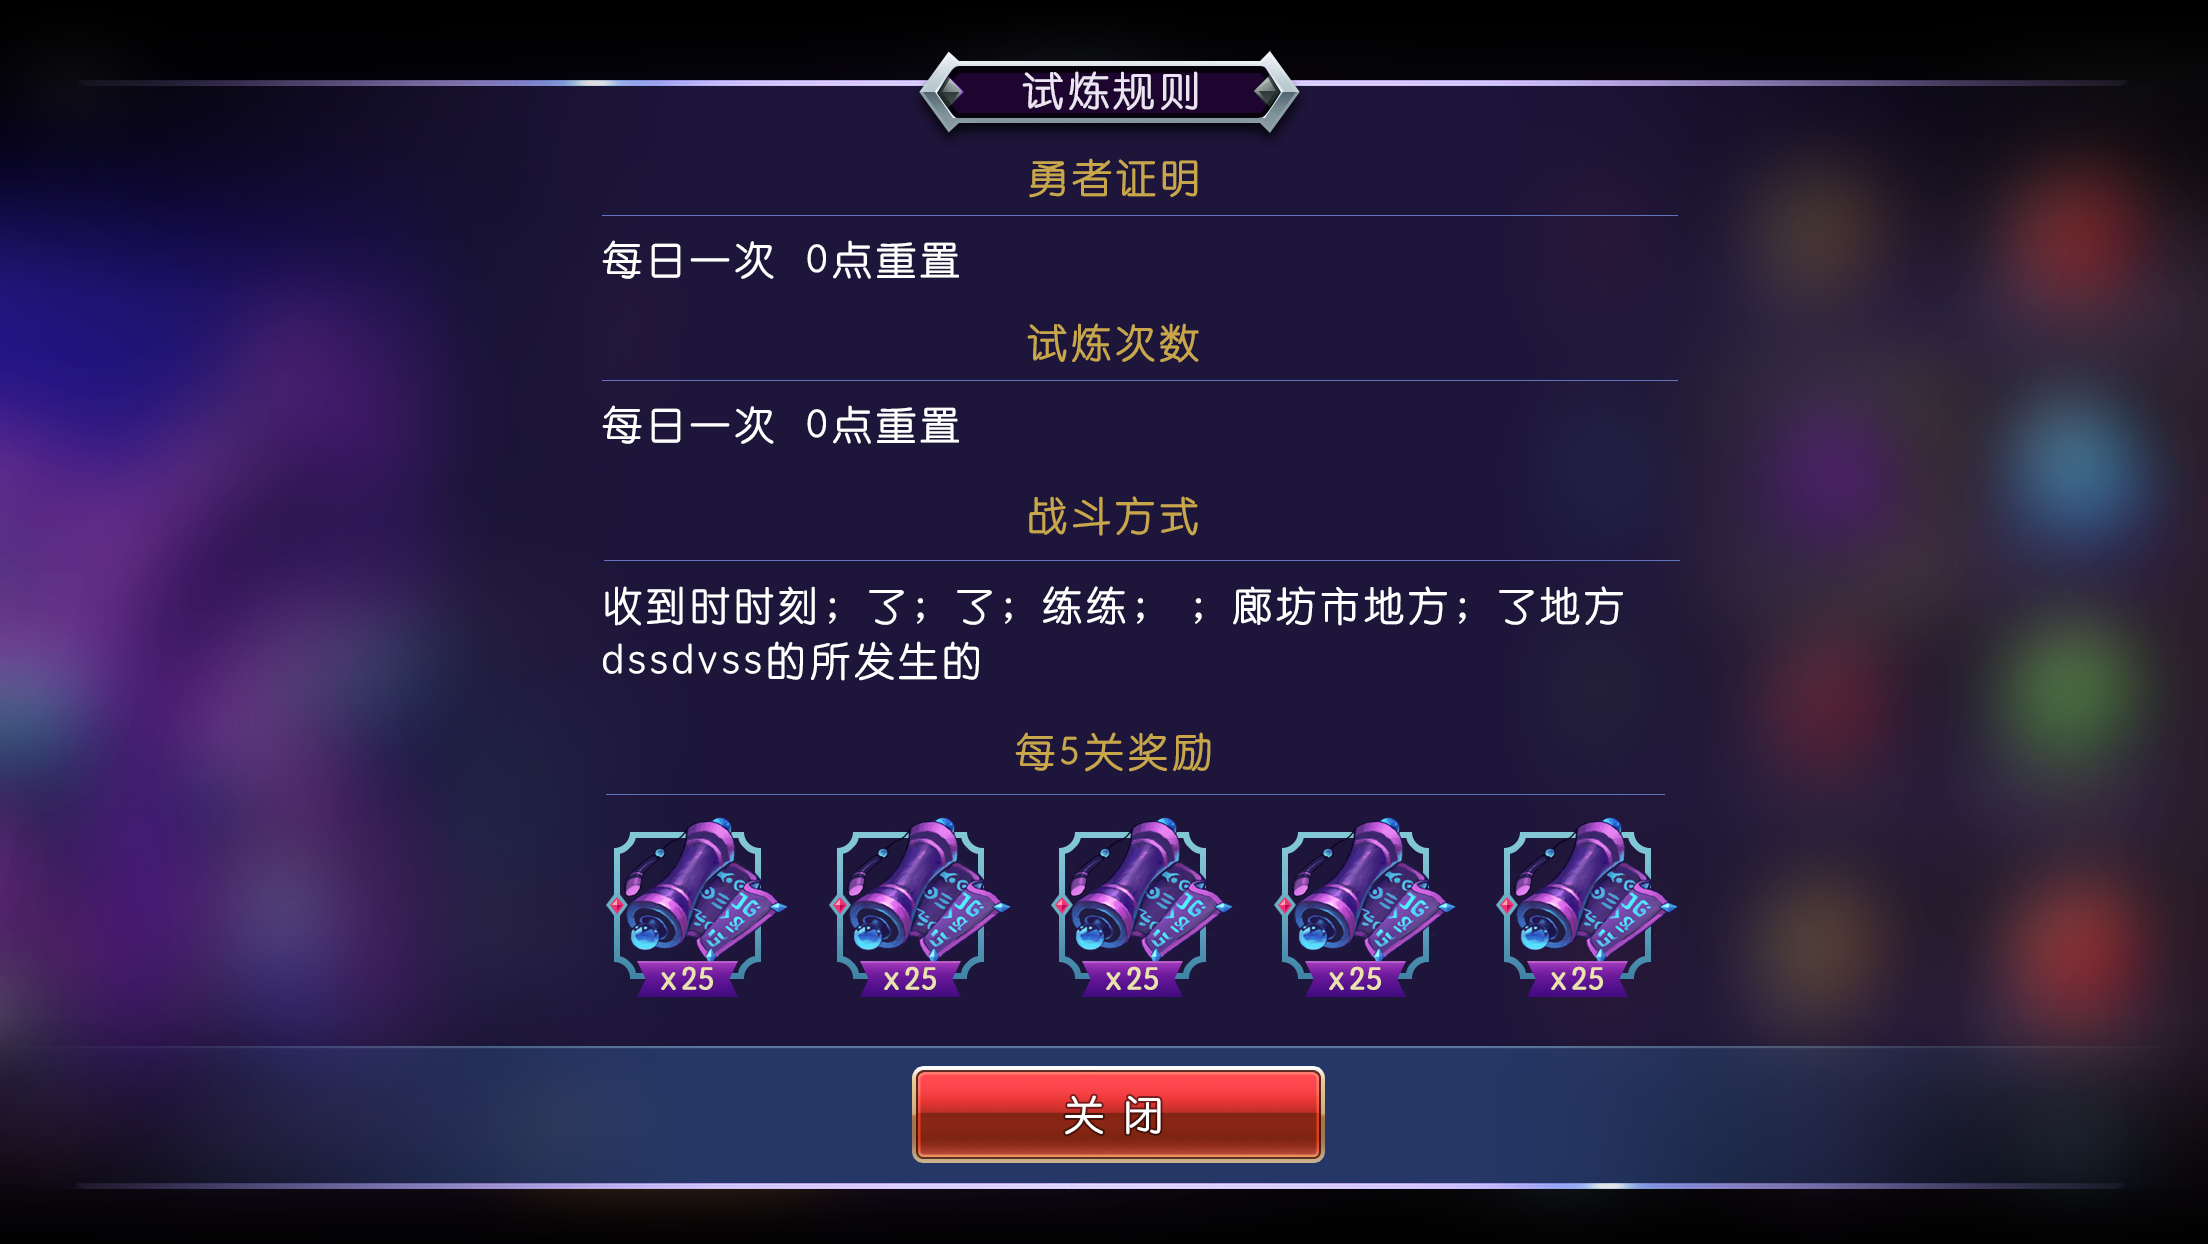 试炼规则
勇者证明
每日一次 0点重置
试炼次数
每日一次 0点重置
战斗方式
收到时时刻；了；了；练练； ；廊坊市地方；了地方
dssdvss的所发生的
每5关奖励
x25 x25 x25 x25 x25
关 闭